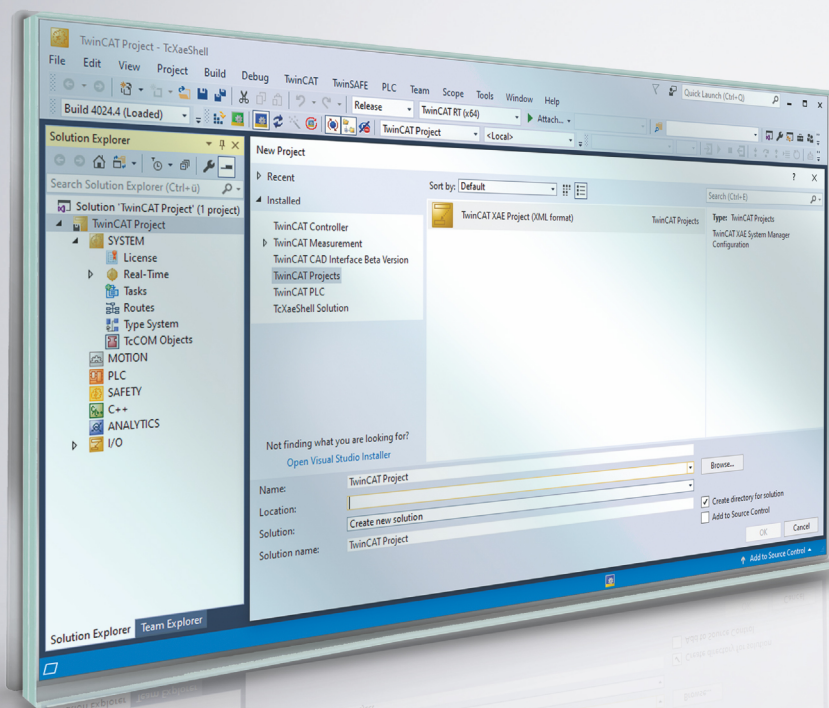 TwinCAT Project - TcXaeShell
File Edit View Project Build Debug TwinCAT TwinSAFE PLC Team Scope Tools Window Help
Quick Launch (Ctrl+Q)
Release TwinCAT RT (x64) Attach...
Build 4024.4 (Loaded) TwinCAT Project <Local>
Solution Explorer
Search Solution Explorer (Ctrl+ü)
Solution 'TwinCAT Project' (1 project)
TwinCAT Project
SYSTEM
License
Real-Time
Tasks
Routes
Type System
TcCOM Objects
MOTION
PLC
SAFETY
C++
ANALYTICS
I/O
Solution Explorer Team Explorer
New Project
? X
Recent
Installed
TwinCAT Controller
TwinCAT Measurement
TwinCAT CAD Interface Beta Version
TwinCAT Projects
TwinCAT PLC
TcXaeShell Solution
Not finding what you are looking for?
Open Visual Studio Installer
Sort by: Default
Search (Ctrl+E)
TwinCAT XAE Project (XML format) TwinCAT Projects
Type: TwinCAT Projects
TwinCAT XAE System Manager
Configuration
Name: TwinCAT Project
Location:
Browse...
Solution: Create new solution
Solution name: TwinCAT Project
Create directory for solution
Add to Source Control
OK Cancel
Add to Source Control